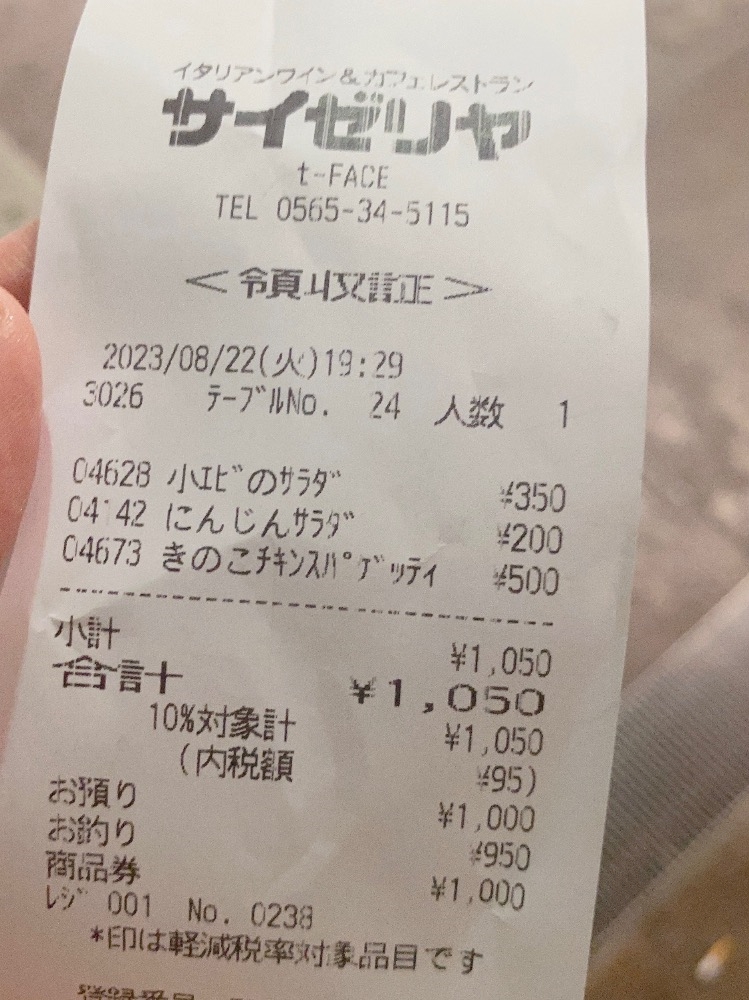 イタリアンワイン&カフェレストラン
サイゼリヤ
t-FACE
TEL 0565-34-5115
<領収証>
2023/08/22(火)19:29
3026 テーブルNo. 24 人数 1
04628 小エビのサラダ ¥350
04142 にんじんサラダ ¥200
04673 きのこチキンスパゲッティ ¥500
小計 ¥1,050
合計 ¥1,050
10%対象計 ¥1,050
(内税額 ¥95)
お預り ¥1,000
お釣り ¥950
商品券 ¥1,000
レジ 001 No. 0238
*印は軽減税率対象品目です
登録番号